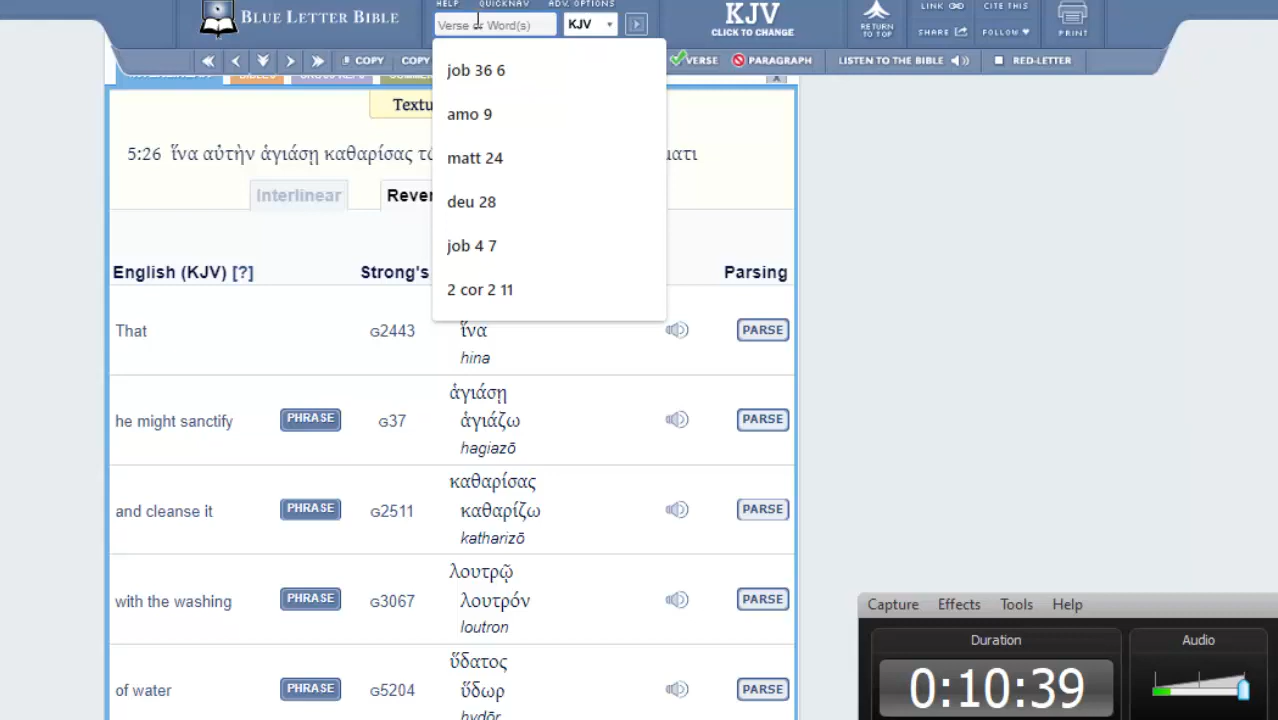 BLUE LETTER BIBLE
HELP QUICKNAV ADV. OPTIONS
Verse or Word(s)
KJV
KJV
CLICK TO CHANGE
RETURN
TO TOP
LINK
CITE THIS
SHARE
FOLLOW
PRINT
COPY
COPY
VERSE
PARAGRAPH
LISTEN TO THE BIBLE
RED-LETTER
job 36 6
amo 9
matt 24
deu 28
job 4 7
2 cor 2 11
Textu
5:26 ἵνα αὐτὴν ἁγιάσῃ καθαρίσας τῷ
ματι
Interlinear
Rever
English (KJV) [?] Strong's Parsing
That G2443 ἵνα PARSE
hina
ἁγιάσῃ
he might sanctify PHRASE G37 ἁγιάζω PARSE
hagiazō
καθαρίσας
and cleanse it PHRASE G2511 καθαρίζω PARSE
katharizō
λουτρῷ
with the washing PHRASE G3067 λουτρόν PARSE
loutron
ὕδατος
of water PHRASE G5204 ὕδωρ PARSE
hydōr
Capture Effects Tools Help
Duration
Audio
0:10:39